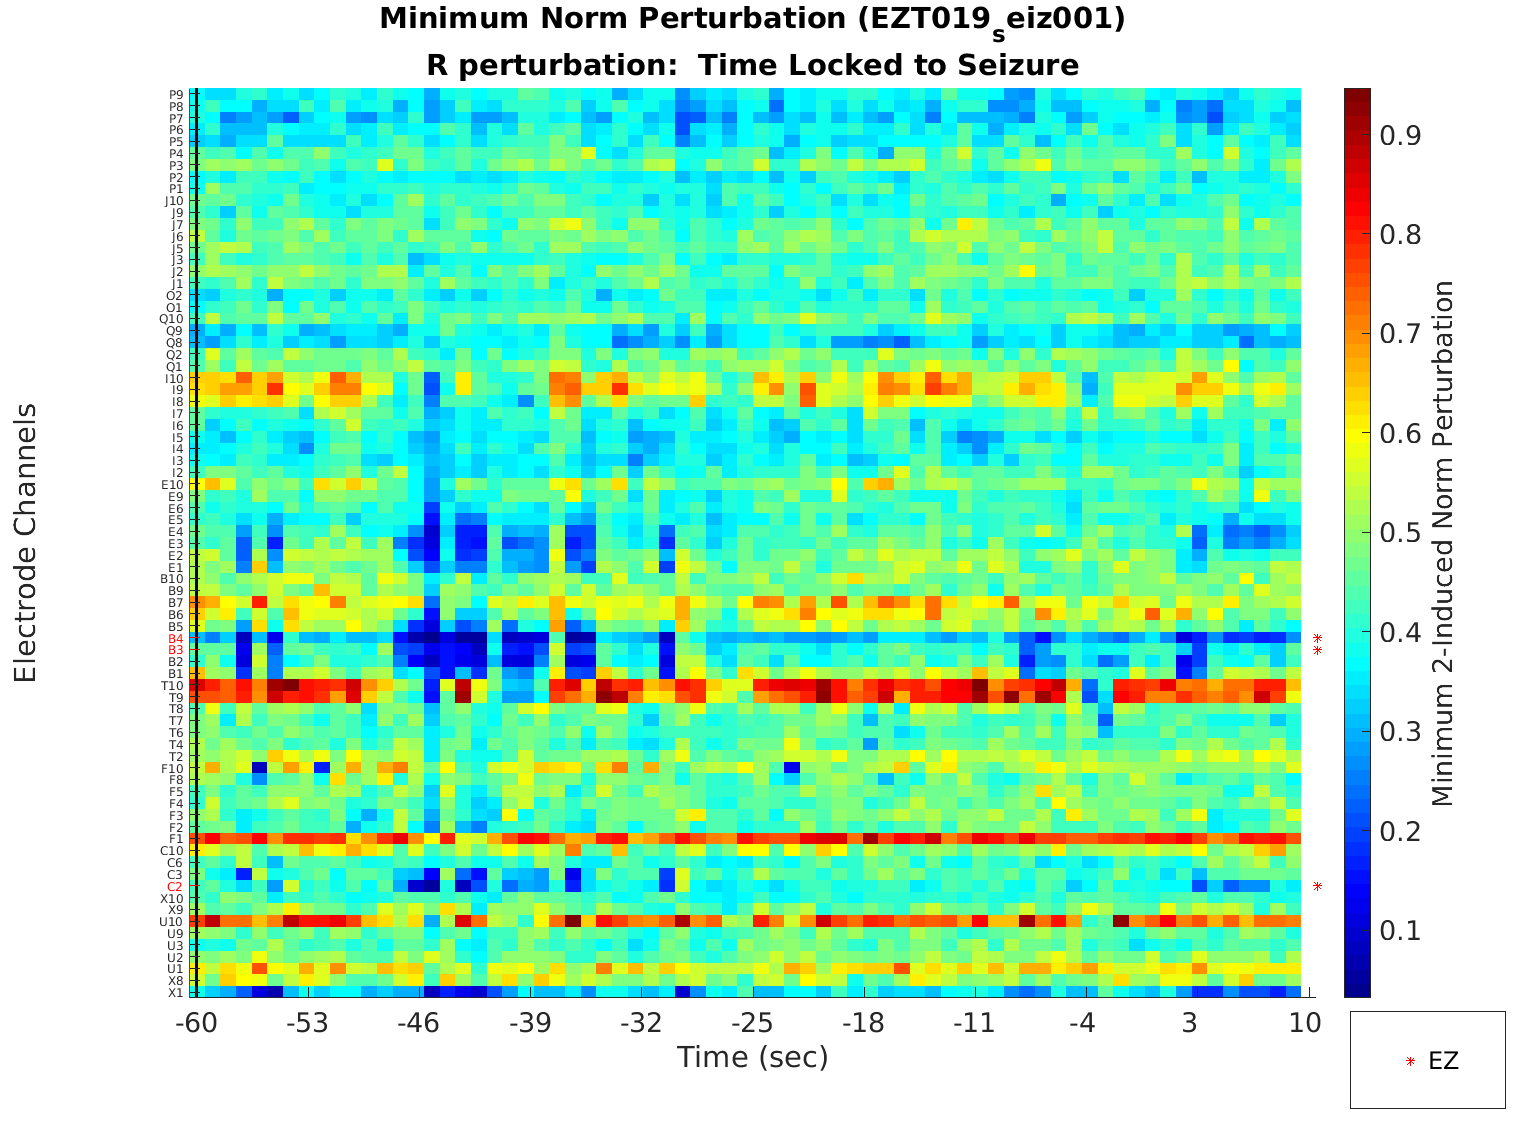 Minimum Norm Perturbation (EZT019seiz001)
R perturbation:  Time Locked to Seizure
Electrode Channels
P9
P8
P7
P6
P5
P4
P3
P2
P1
J10
J9
J7
J6
J5
J3
J2
J1
O2
O1
Q10
Q9
Q8
Q2
Q1
I10
I9
I8
I7
I6
I5
I4
I3
I2
E10
E9
E6
E5
E4
E3
E2
E1
B10
B9
B7
B6
B5
B4
B3
B2
B1
T10
T9
T8
T7
T6
T4
T2
F10
F8
F5
F4
F3
F2
F1
C10
C6
C3
C2
X10
X9
U10
U9
U3
U2
U1
X8
X1
-60 -53 -46 -39 -32 -25 -18 -11 -4 3 10
Time (sec)
0.9
0.8
0.7
0.6
0.5
0.4
0.3
0.2
0.1
Minimum 2-Induced Norm Perturbation
EZ